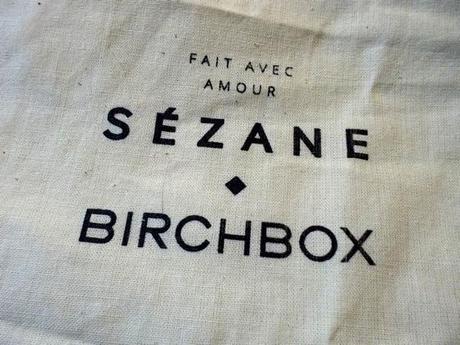 FAIT AVEC
AMOUR
SÉZANE
◆
BIRCHBOX